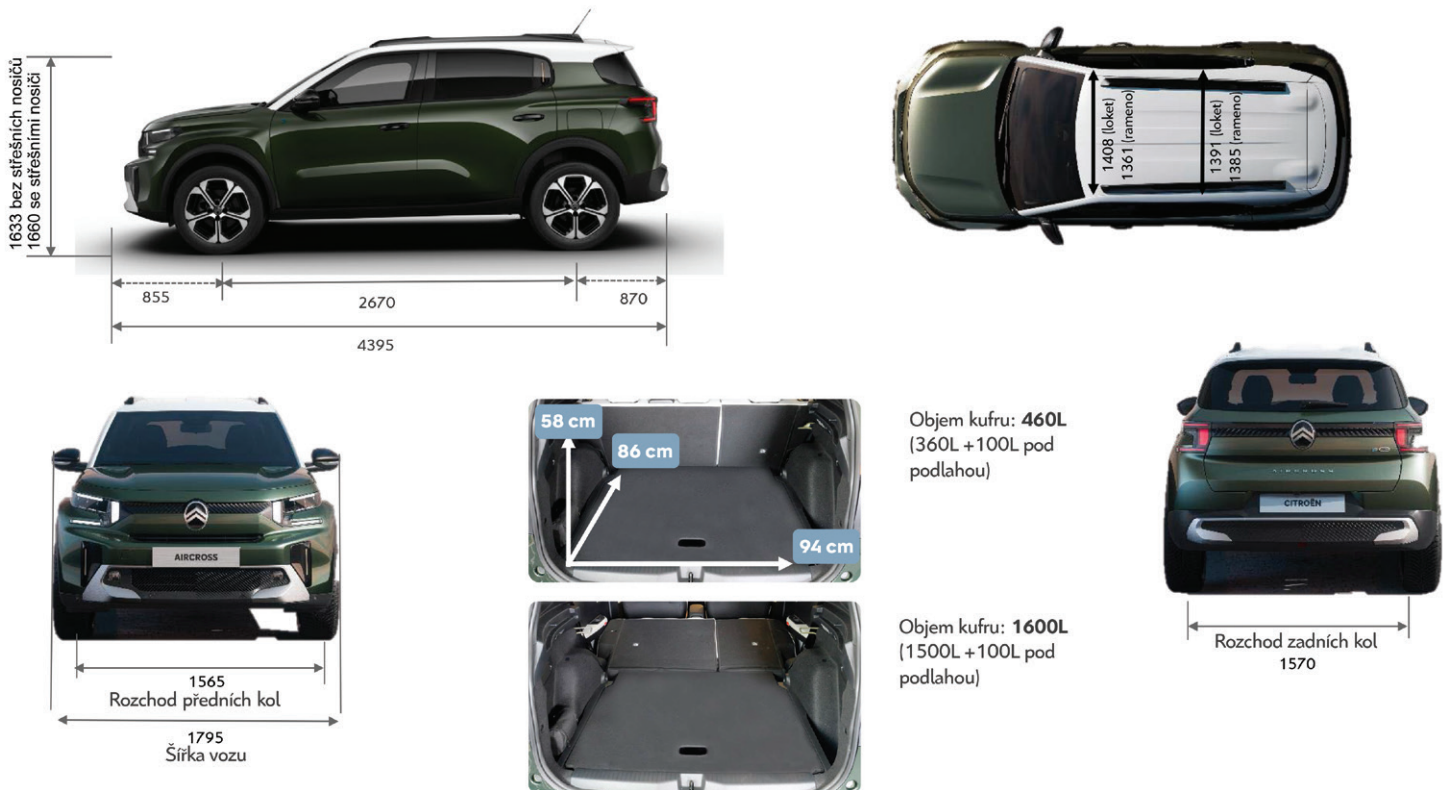 1633 bez střešních nosičů
1660 se střešními nosiči
855
2670
870
4395
1408 (loket)
1361 (rameno)
1391 (loket)
1385 (rameno)
AIRCROSS
1565
Rozchod předních kol
1795
Šířka vozu
58 cm
86 cm
94 cm
Objem kufru: 460L
(360L +100L pod
podlahou)
Objem kufru: 1600L
(1500L +100L pod
podlahou)
AIRCROSS
CITROËN
Rozchod zadních kol
1570